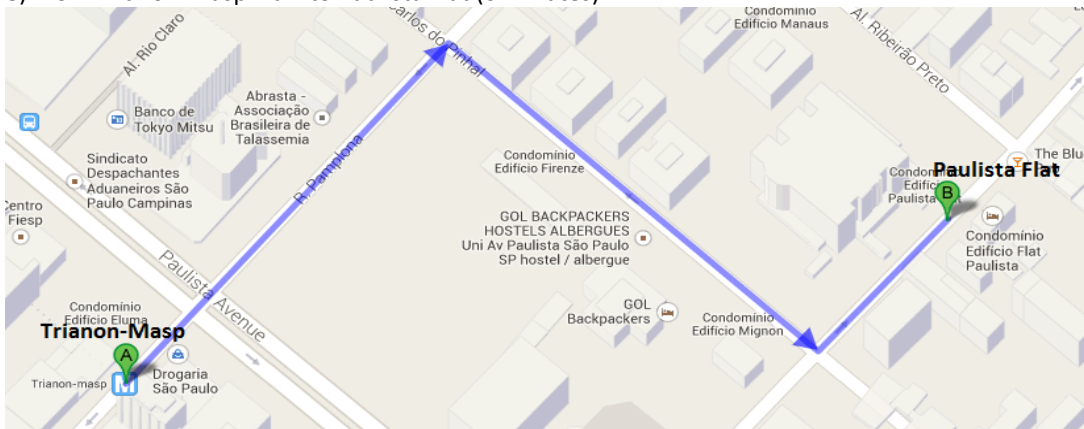 Carlos do Pinhal
Al. Rio Claro
Condomínio
Edifício Manaus
Al. Ribeirão Preto
Banco de
Tokyo Mitsu
Abrasta -
Associação
Brasileira de
Talassemia
R. Pamplona
Sindicato
Despachantes
Aduaneiros São
Paulo Campinas
Centro
Fiesp
Condomínio
Edifício Firenze
The Blu
Paulista Flat
B
Condomínio
Edifício Flat
Paulista
GOL BACKPACKERS
HOSTELS ALBERGUES
Uni Av Paulista São Paulo
SP hostel / albergue
Paulista Avenue
GOL
Backpackers
Condomínio
Edifício Mignon
Condomínio
Edifício Eluma
Trianon-Masp
A
Trianon-masp
M
Drogaria
São Paulo